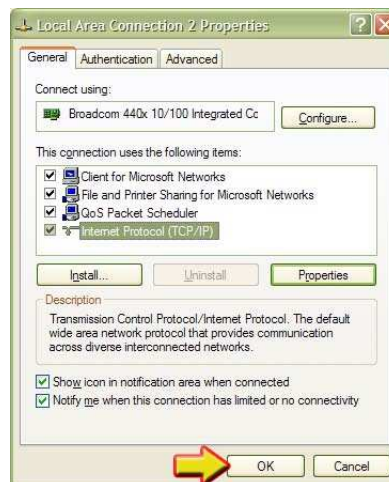 Local Area Connection 2 Properties
General Authentication Advanced
Connect using:
Broadcom 440x 10/100 Integrated Cc
Configure...
This connection uses the following items:
Client for Microsoft Networks
File and Printer Sharing for Microsoft Networks
QoS Packet Scheduler
Internet Protocol (TCP/IP)
Install... Uninstall Properties
Description
Transmission Control Protocol/Internet Protocol. The default
wide area network protocol that provides communication
across diverse interconnected networks.
Show icon in notification area when connected
Notify me when this connection has limited or no connectivity
OK Cancel